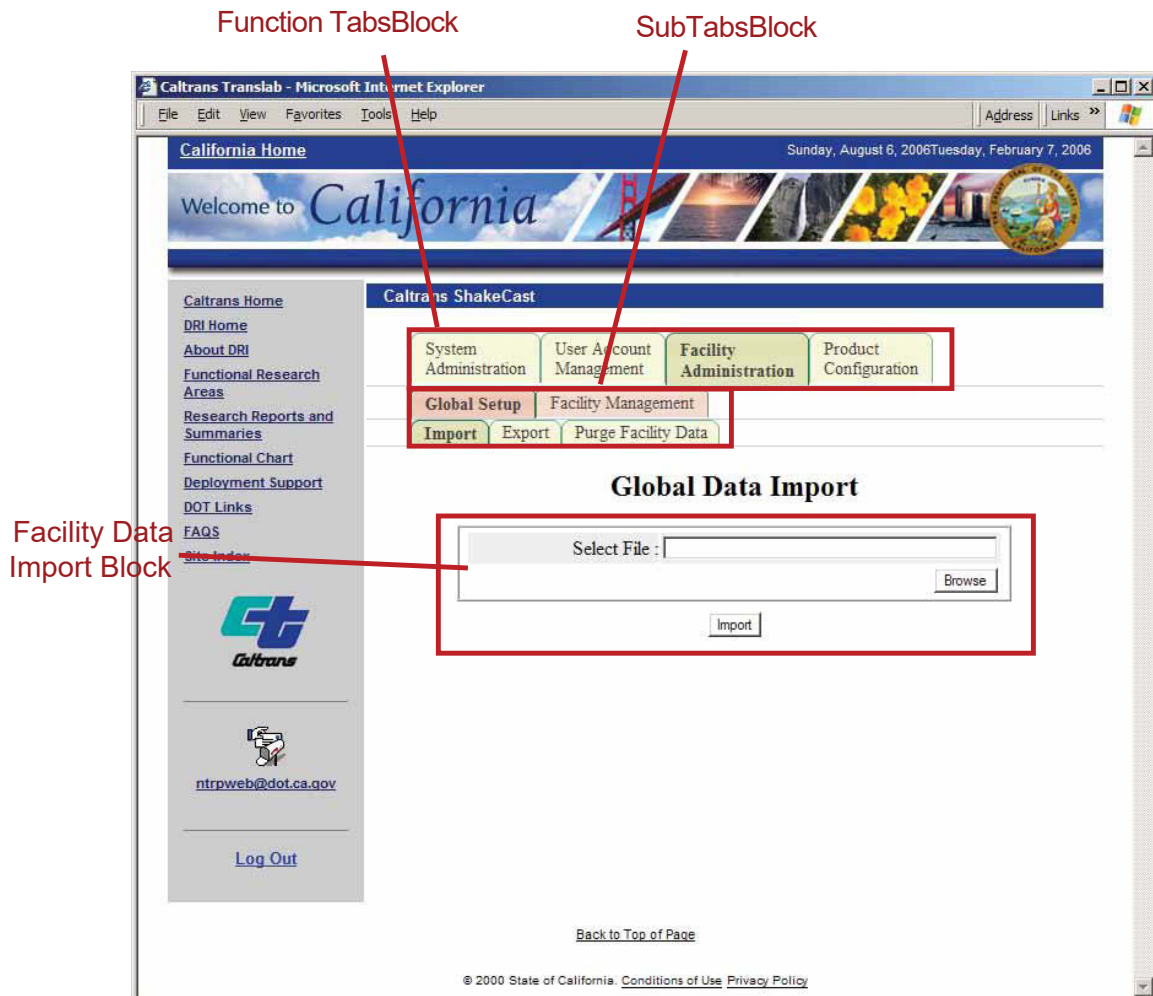 Function TabsBlock
SubTabsBlock
Caltrans Translab - Microsoft Internet Explorer
File Edit View Favorites Tools Help
Address Links »
California Home
Sunday, August 6, 2006Tuesday, February 7, 2006
Welcome to California
Caltrans ShakeCast
Caltrans Home
DRI Home
About DRI
Functional Research
Areas
Research Reports and
Summaries
Functional Chart
Deployment Support
DOT Links
FAQS
Site Index
Caltrans
ntrpweb@dot.ca.gov
Log Out
System
Administration
User Account
Management
Facility
Administration
Product
Configuration
Global Setup
Facility Management
Import
Export
Purge Facility Data
Global Data Import
Facility Data
Import Block
Select File :
Browse
Import
Back to Top of Page
© 2000 State of California. Conditions of Use Privacy Policy